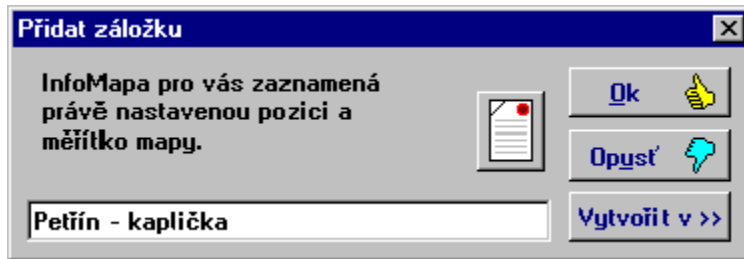 Přidat záložku
InfoMapa pro vás zaznamená
právě nastavenou pozici a
měřítko mapy.
Ok
Opusť
Petřín - kaplička
Vytvořit v >>